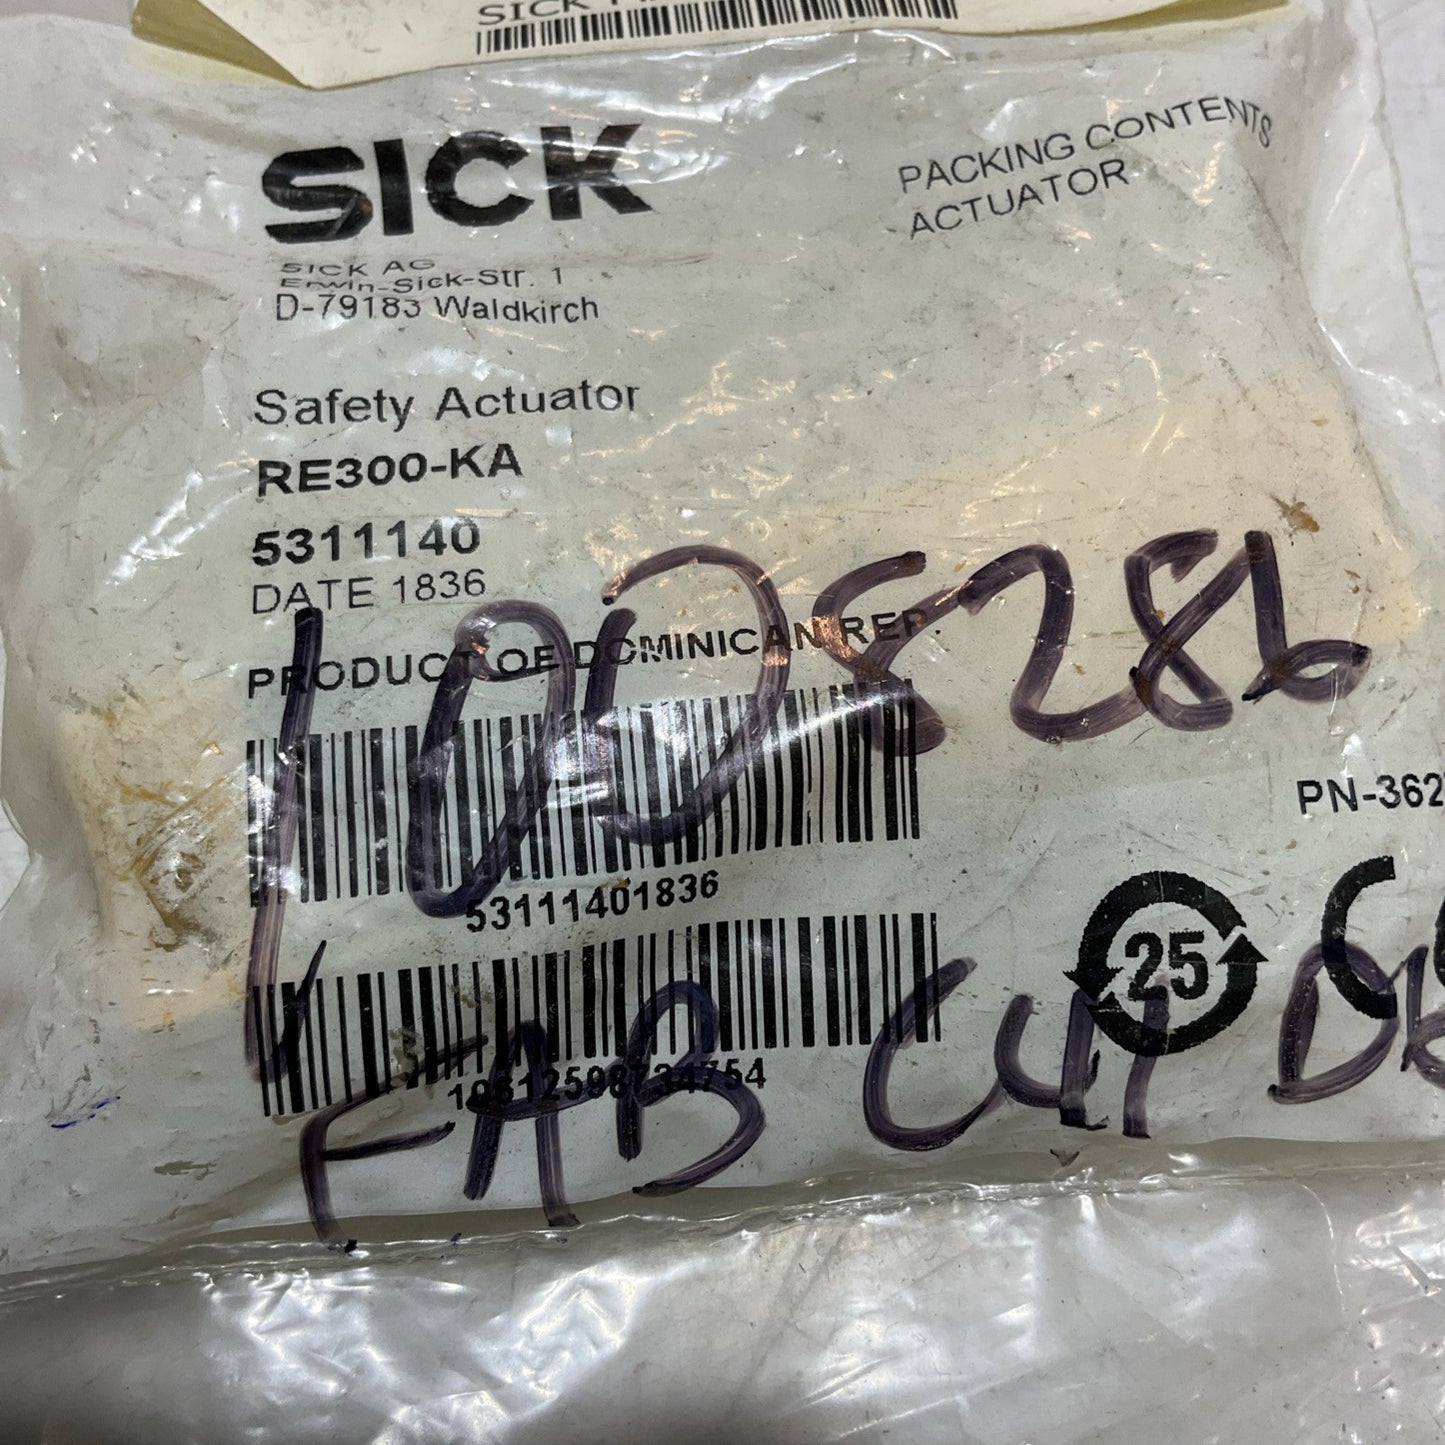 SICK
SICK
PACKING CONTENTS
ACTUATOR
SICK AG
Erwin-Sick-Str. 1
D-79183 Waldkirch
Safety Actuator
RE300-KA
5311140
DATE 1836
PRODUCT OF DOMINICAN REP.
1008286
PN-362
53111401836
25
FAB